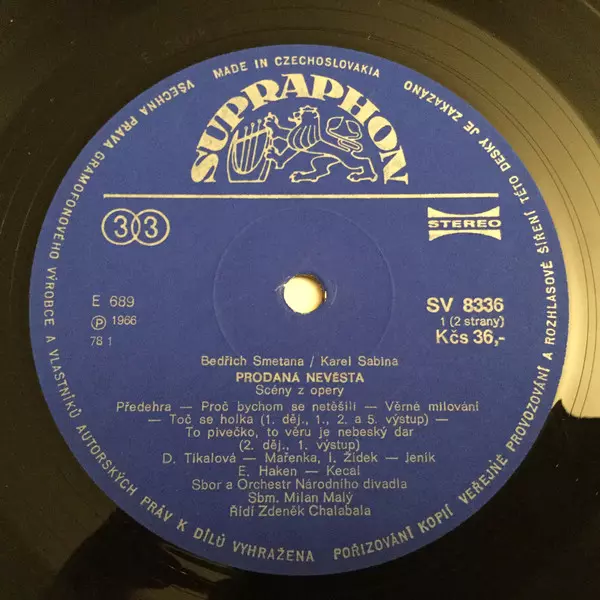 MADE IN CZECHOSLOVAKIA
VŠECHNA PRÁVA GRAMOFONOVÉHO VÝROBCE A VLASTNÍKŮ AUTORSKÝCH PRÁV K DÍLŮ VYHRAŽENA
POŘIZOVÁNÍ KOPIÍ VEŘEJNÉ PROVOZOVÁNÍ A ROZHLASOVÉ ŠÍŘENÍ TÉTO DESKY JE ZAKÁZÁNO
SUPRAPHON
33
STEREO
E 689
Ⓟ 1966
78 1
SV 8336
1 (2 strany)
Kčs 36,-
Bedřich Smetana / Karel Sabina
PRODANÁ NEVĚSTA
Scény z opery
Předehra — Proč bychom se netěšili — Věrné milování
— Toč se holka (1. děj., 1., 2. a 5. výstup) —
To pivečko, to věru je nebeský dar
(2. děj., 1. výstup)
D. Tikalová — Mařenka, I. Židek — Jeník
E. Haken — Kecal
Sbor a Orchestr Národního divadla
Sbm. Milan Malý
Řídí Zdeněk Chalabala